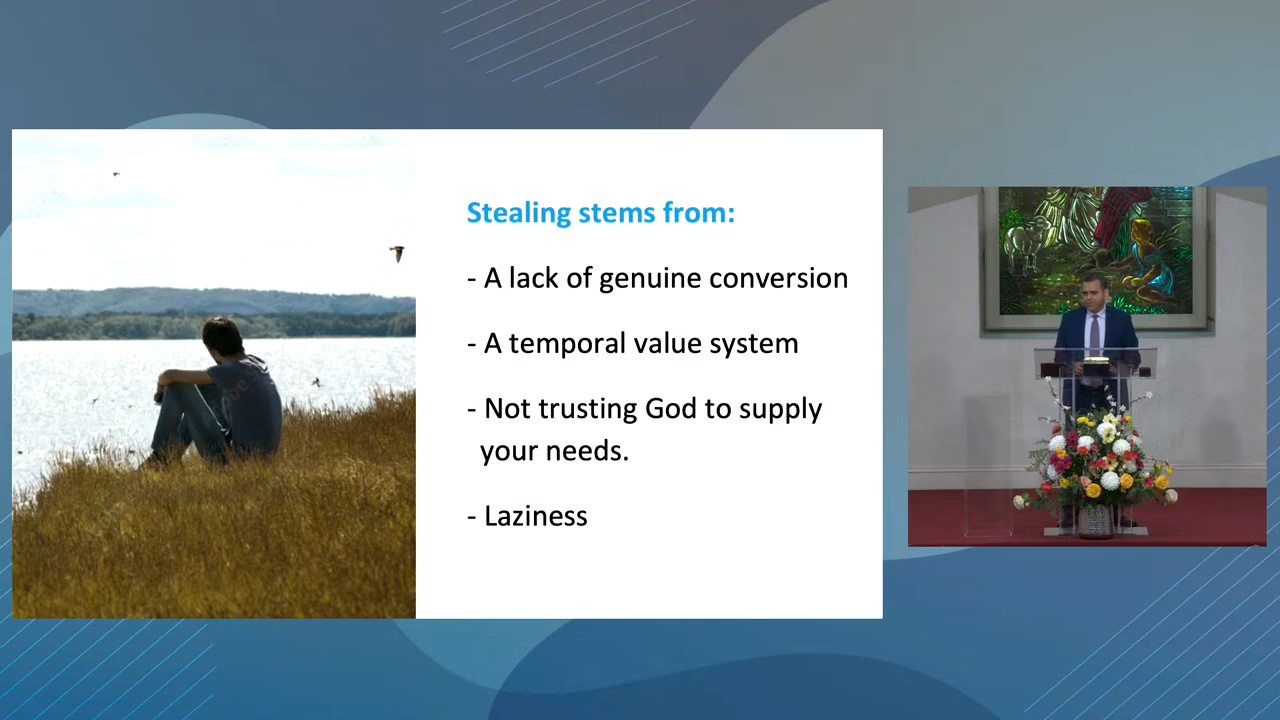 Stealing stems from:
- A lack of genuine conversion
- A temporal value system
- Not trusting God to supply
your needs.
- Laziness